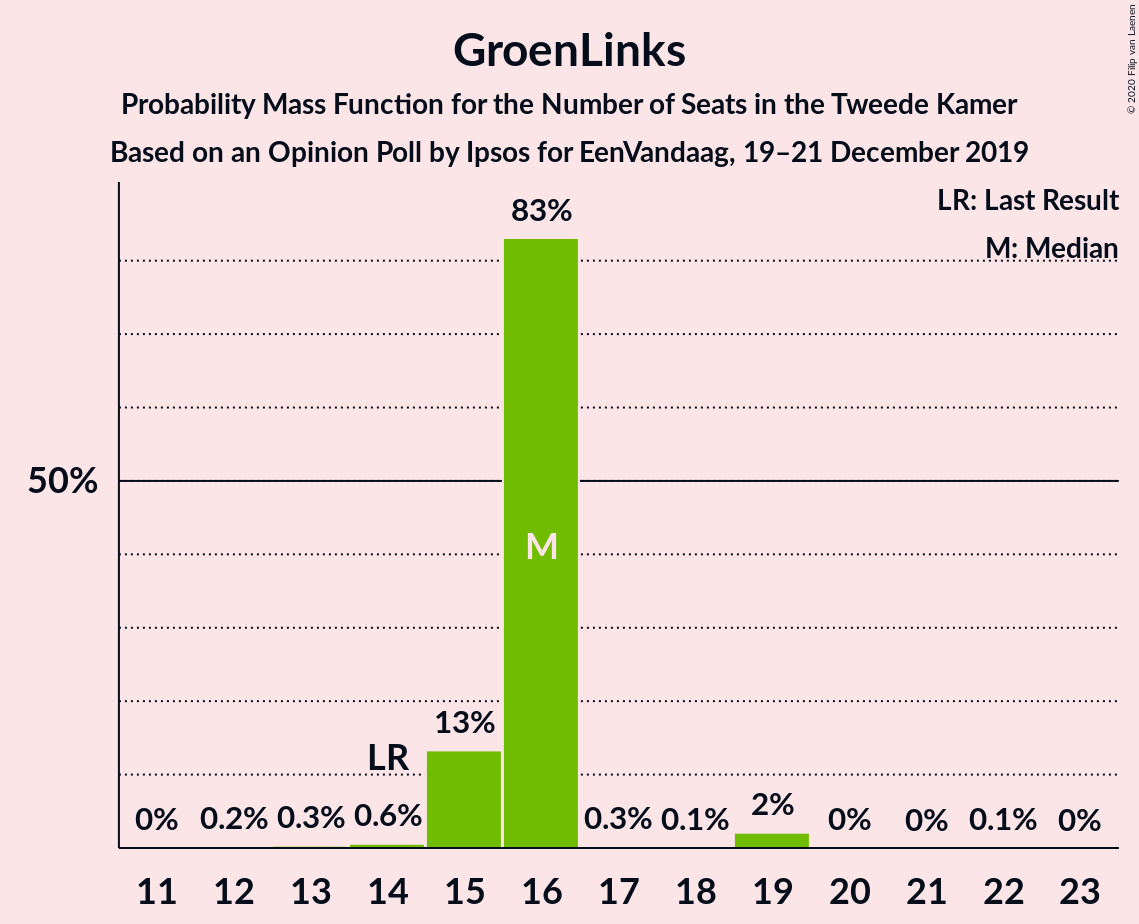 GroenLinks
Probability Mass Function for the Number of Seats in the Tweede Kamer
Based on an Opinion Poll by Ipsos for EenVandaag, 19–21 December 2019
© 2020 Filip van Laenen
LR: Last Result
M: Median
83%
50%
M
13%
LR
0% 0.2% 0.3% 0.6% 0.3% 0.1% 2% 0% 0% 0.1% 0%
11 12 13 14 15 16 17 18 19 20 21 22 23